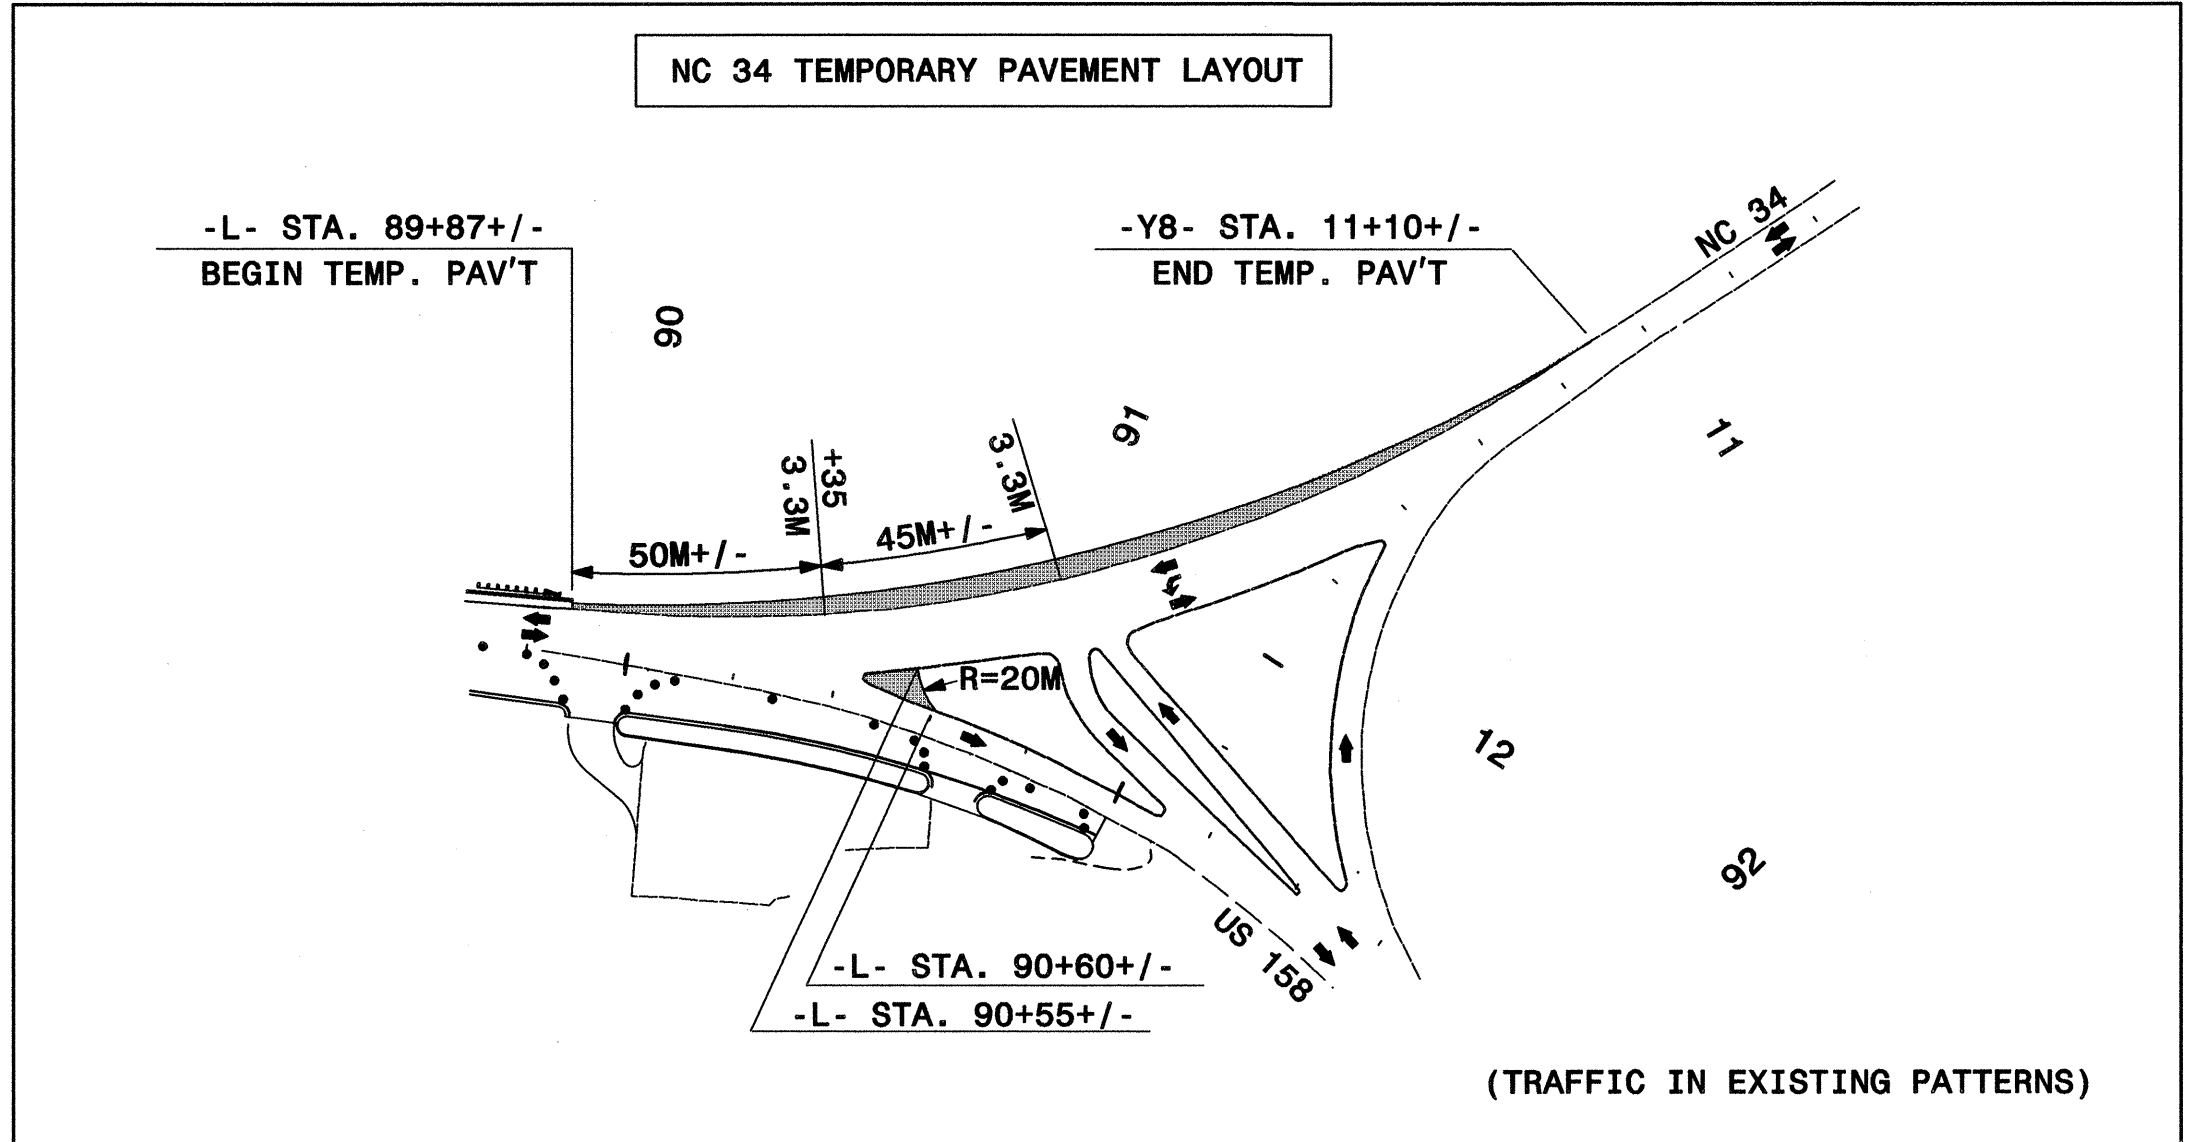 NC 34 TEMPORARY PAVEMENT LAYOUT
-L- STA. 89+87+/-
BEGIN TEMP. PAV'T
-Y8- STA. 11+10+/-
END TEMP. PAV'T
NC 34
90
91
11
+35
3.3M
3.3M
50M+/-
45M+/-
R=20M
12
92
US 158
-L- STA. 90+60+/-
-L- STA. 90+55+/-
(TRAFFIC IN EXISTING PATTERNS)